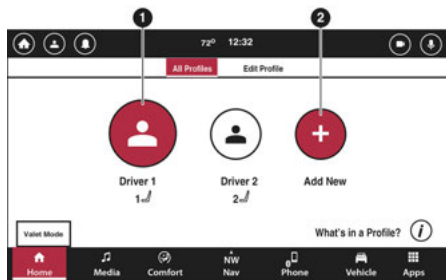 1 2
72° 12:32
All Profiles Edit Profile
Driver 1 Driver 2 Add New
1 2
Valet Mode What's in a Profile? i
Home Media Comfort NW Nav Phone Vehicle Apps